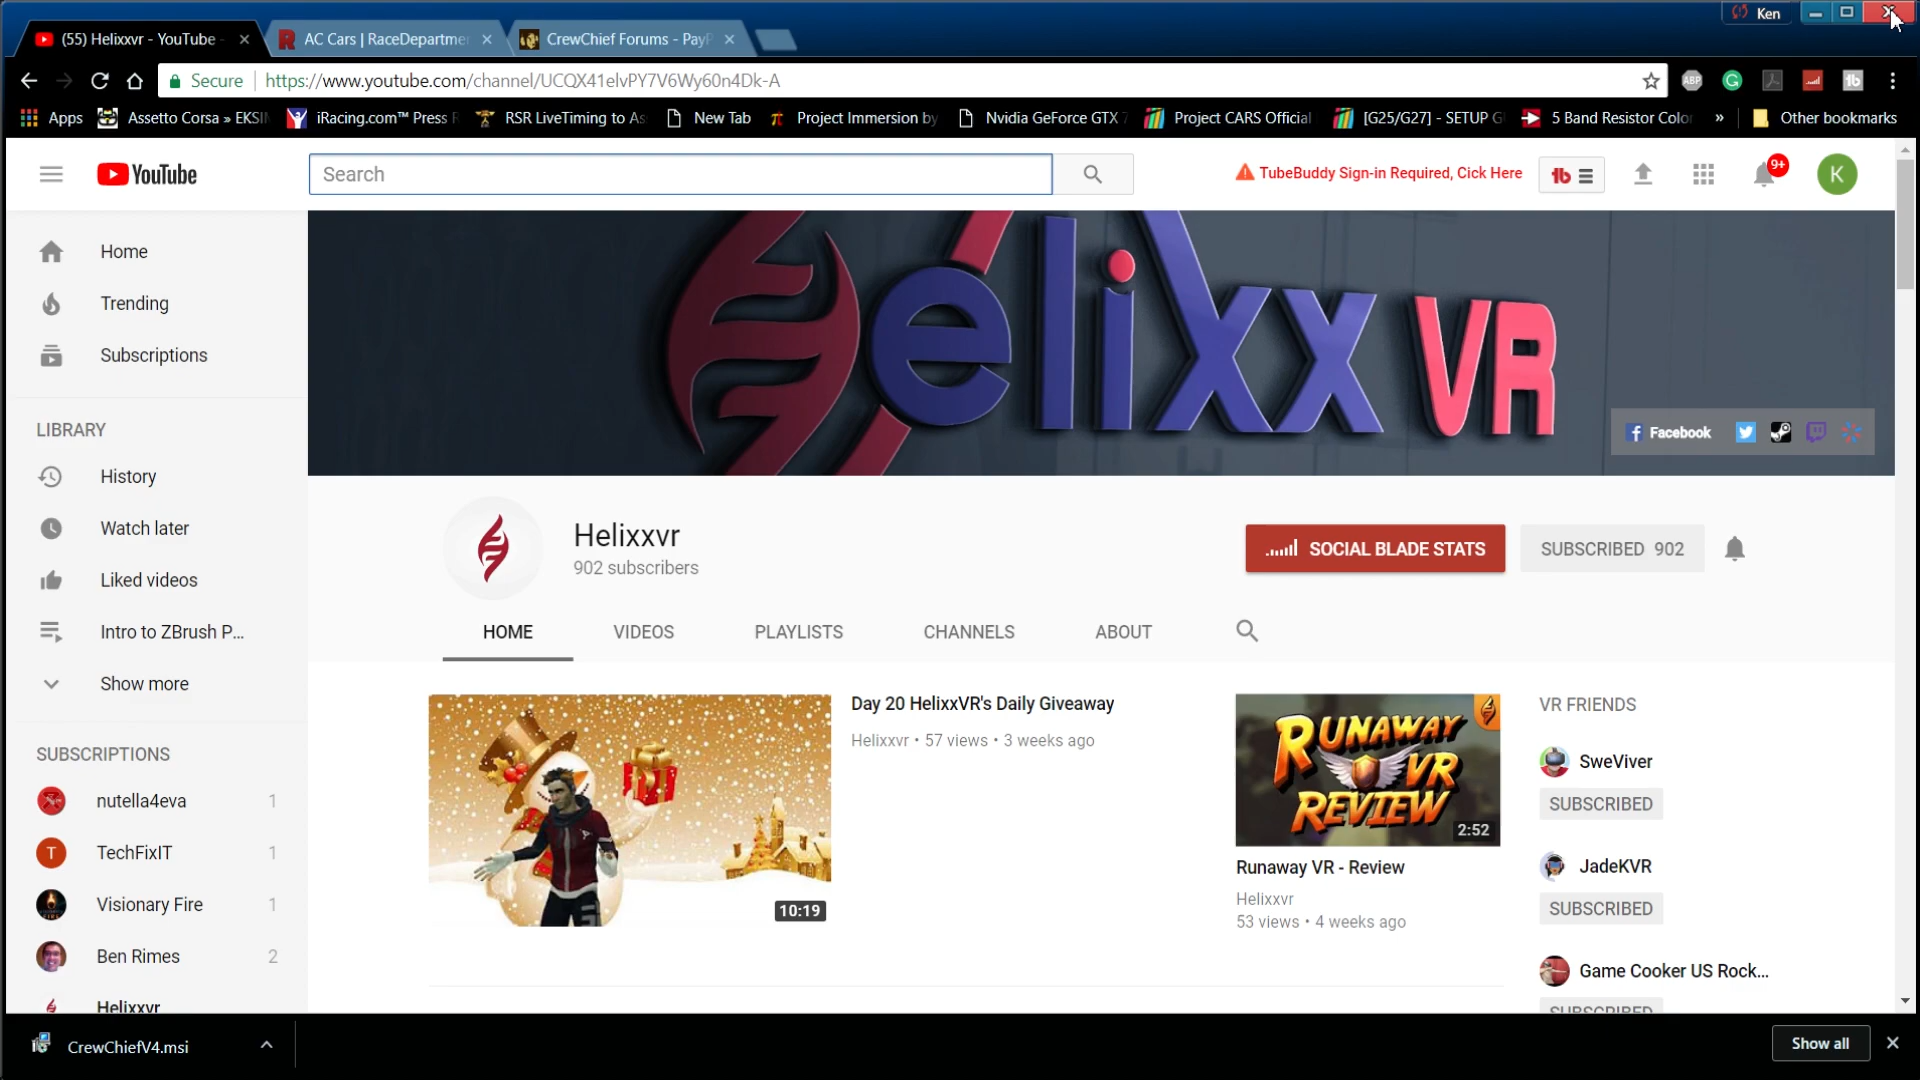 (55) Helixxvr - YouTube
AC Cars | RaceDepartme
CrewChief Forums - PayP
Ken
Secure
https://www.youtube.com/channel/UCQX41elvPY7V6Wy60n4Dk-A
ABP
Apps
Assetto Corsa » EKSI
iRacing.com™ Press R
RSR LiveTiming to As
New Tab
Project Immersion by
Nvidia GeForce GTX 7
Project CARS Official
[G25/G27] - SETUP G
5 Band Resistor Color
»
Other bookmarks
YouTube
Search
TubeBuddy Sign-in Required, Cick Here
9+
K
Home
Trending
Subscriptions
LIBRARY
History
Watch later
Liked videos
Intro to ZBrush P...
Show more
SUBSCRIPTIONS
nutella4eva 1
T TechFixIT 1
Visionary Fire 1
Ben Rimes 2
Helixxvr
Helixx VR
Facebook
Helixxvr
902 subscribers
SOCIAL BLADE STATS
SUBSCRIBED 902
HOME
VIDEOS
PLAYLISTS
CHANNELS
ABOUT
10:19
Day 20 HelixxVR's Daily Giveaway
Helixxvr • 57 views • 3 weeks ago
RUNAWAY
VR
REVIEW
2:52
Runaway VR - Review
Helixxvr
53 views • 4 weeks ago
VR FRIENDS
SweViver
SUBSCRIBED
JadeKVR
SUBSCRIBED
Game Cooker US Rock...
SUBSCRIBED
CrewChiefV4.msi
Show all